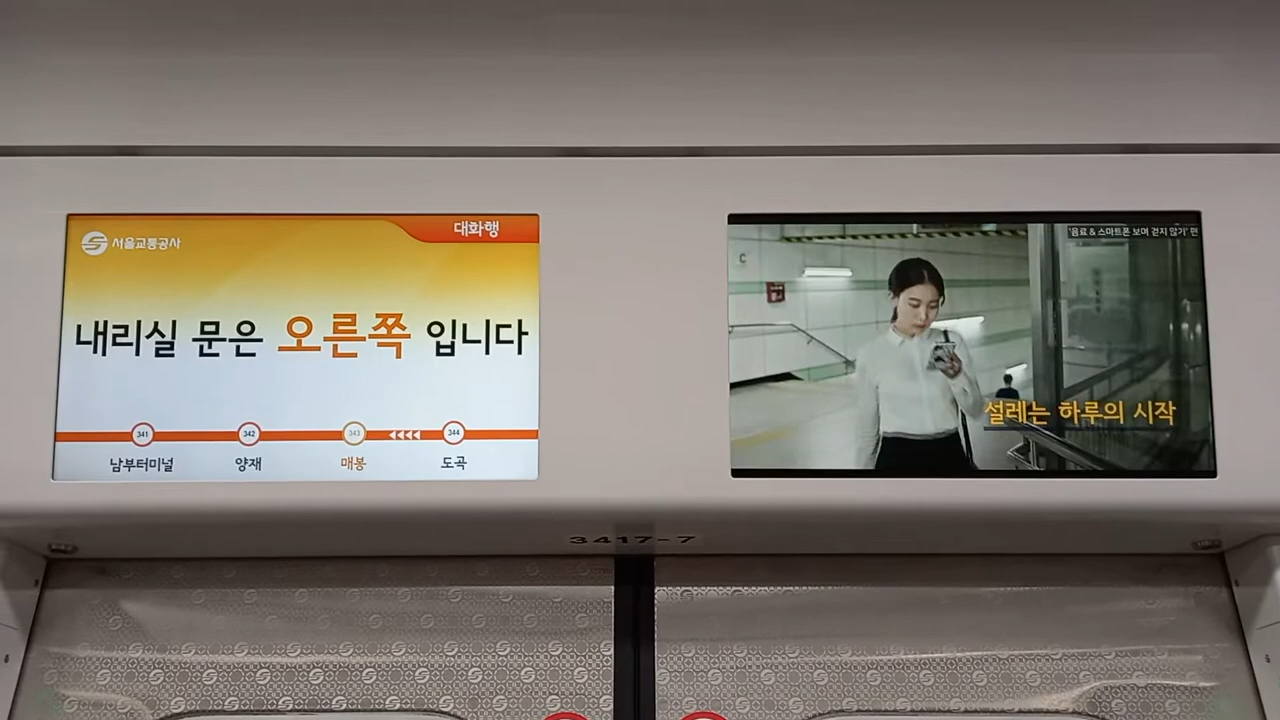 서울교통공사
대화행
내리실 문은 오른쪽 입니다
341 342 343 344
남부터미널 양재 매봉 도곡
'음료 & 스마트폰 보며 걷지 않기' 편
C
설레는 하루의 시작
3417-7